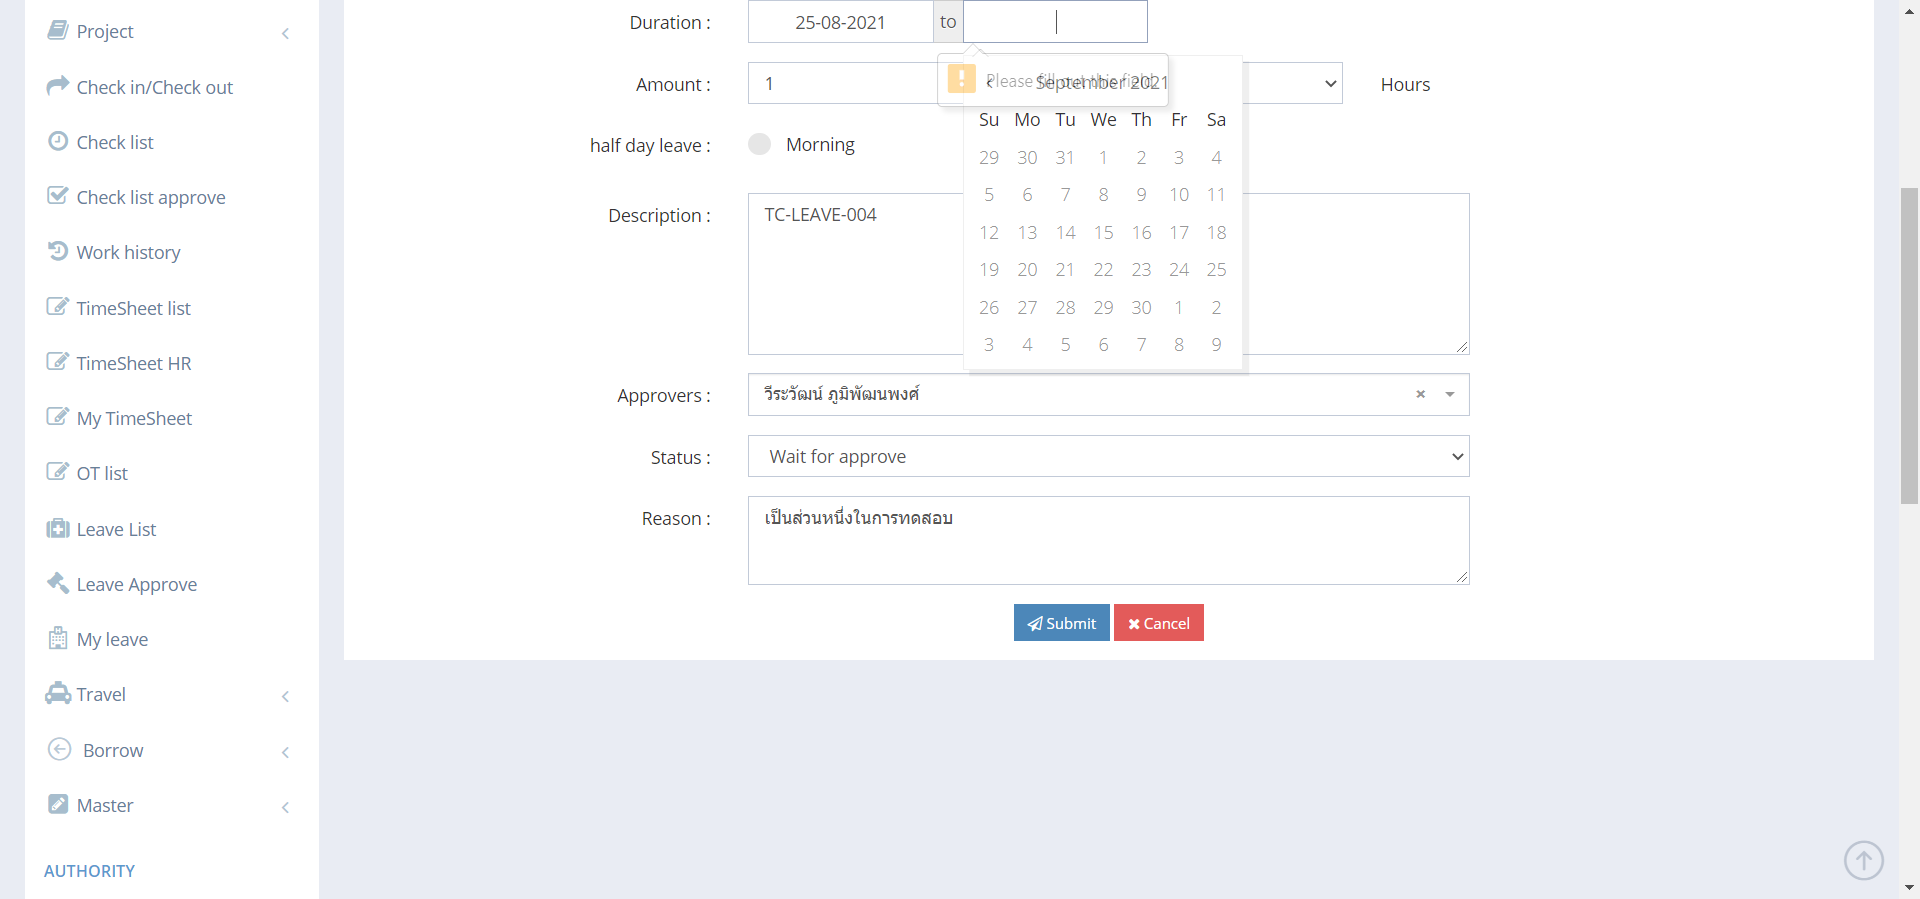 Project
Check in/Check out
Check list
Check list approve
Work history
TimeSheet list
TimeSheet HR
My TimeSheet
OT list
Leave List
Leave Approve
My leave
Travel
Borrow
Master
AUTHORITY
Duration : 25-08-2021 to
Amount : 1 Hours
Please fill out this field.
September 2021
Su Mo Tu We Th Fr Sa
29 30 31 1 2 3 4
5 6 7 8 9 10 11
12 13 14 15 16 17 18
19 20 21 22 23 24 25
26 27 28 29 30 1 2
3 4 5 6 7 8 9
half day leave : Morning
Description : TC-LEAVE-004
Approvers : วีระวัฒน์ ภูมิพัฒนพงศ์
Status : Wait for approve
Reason : เป็นส่วนหนึ่งในการทดสอบ
Submit Cancel